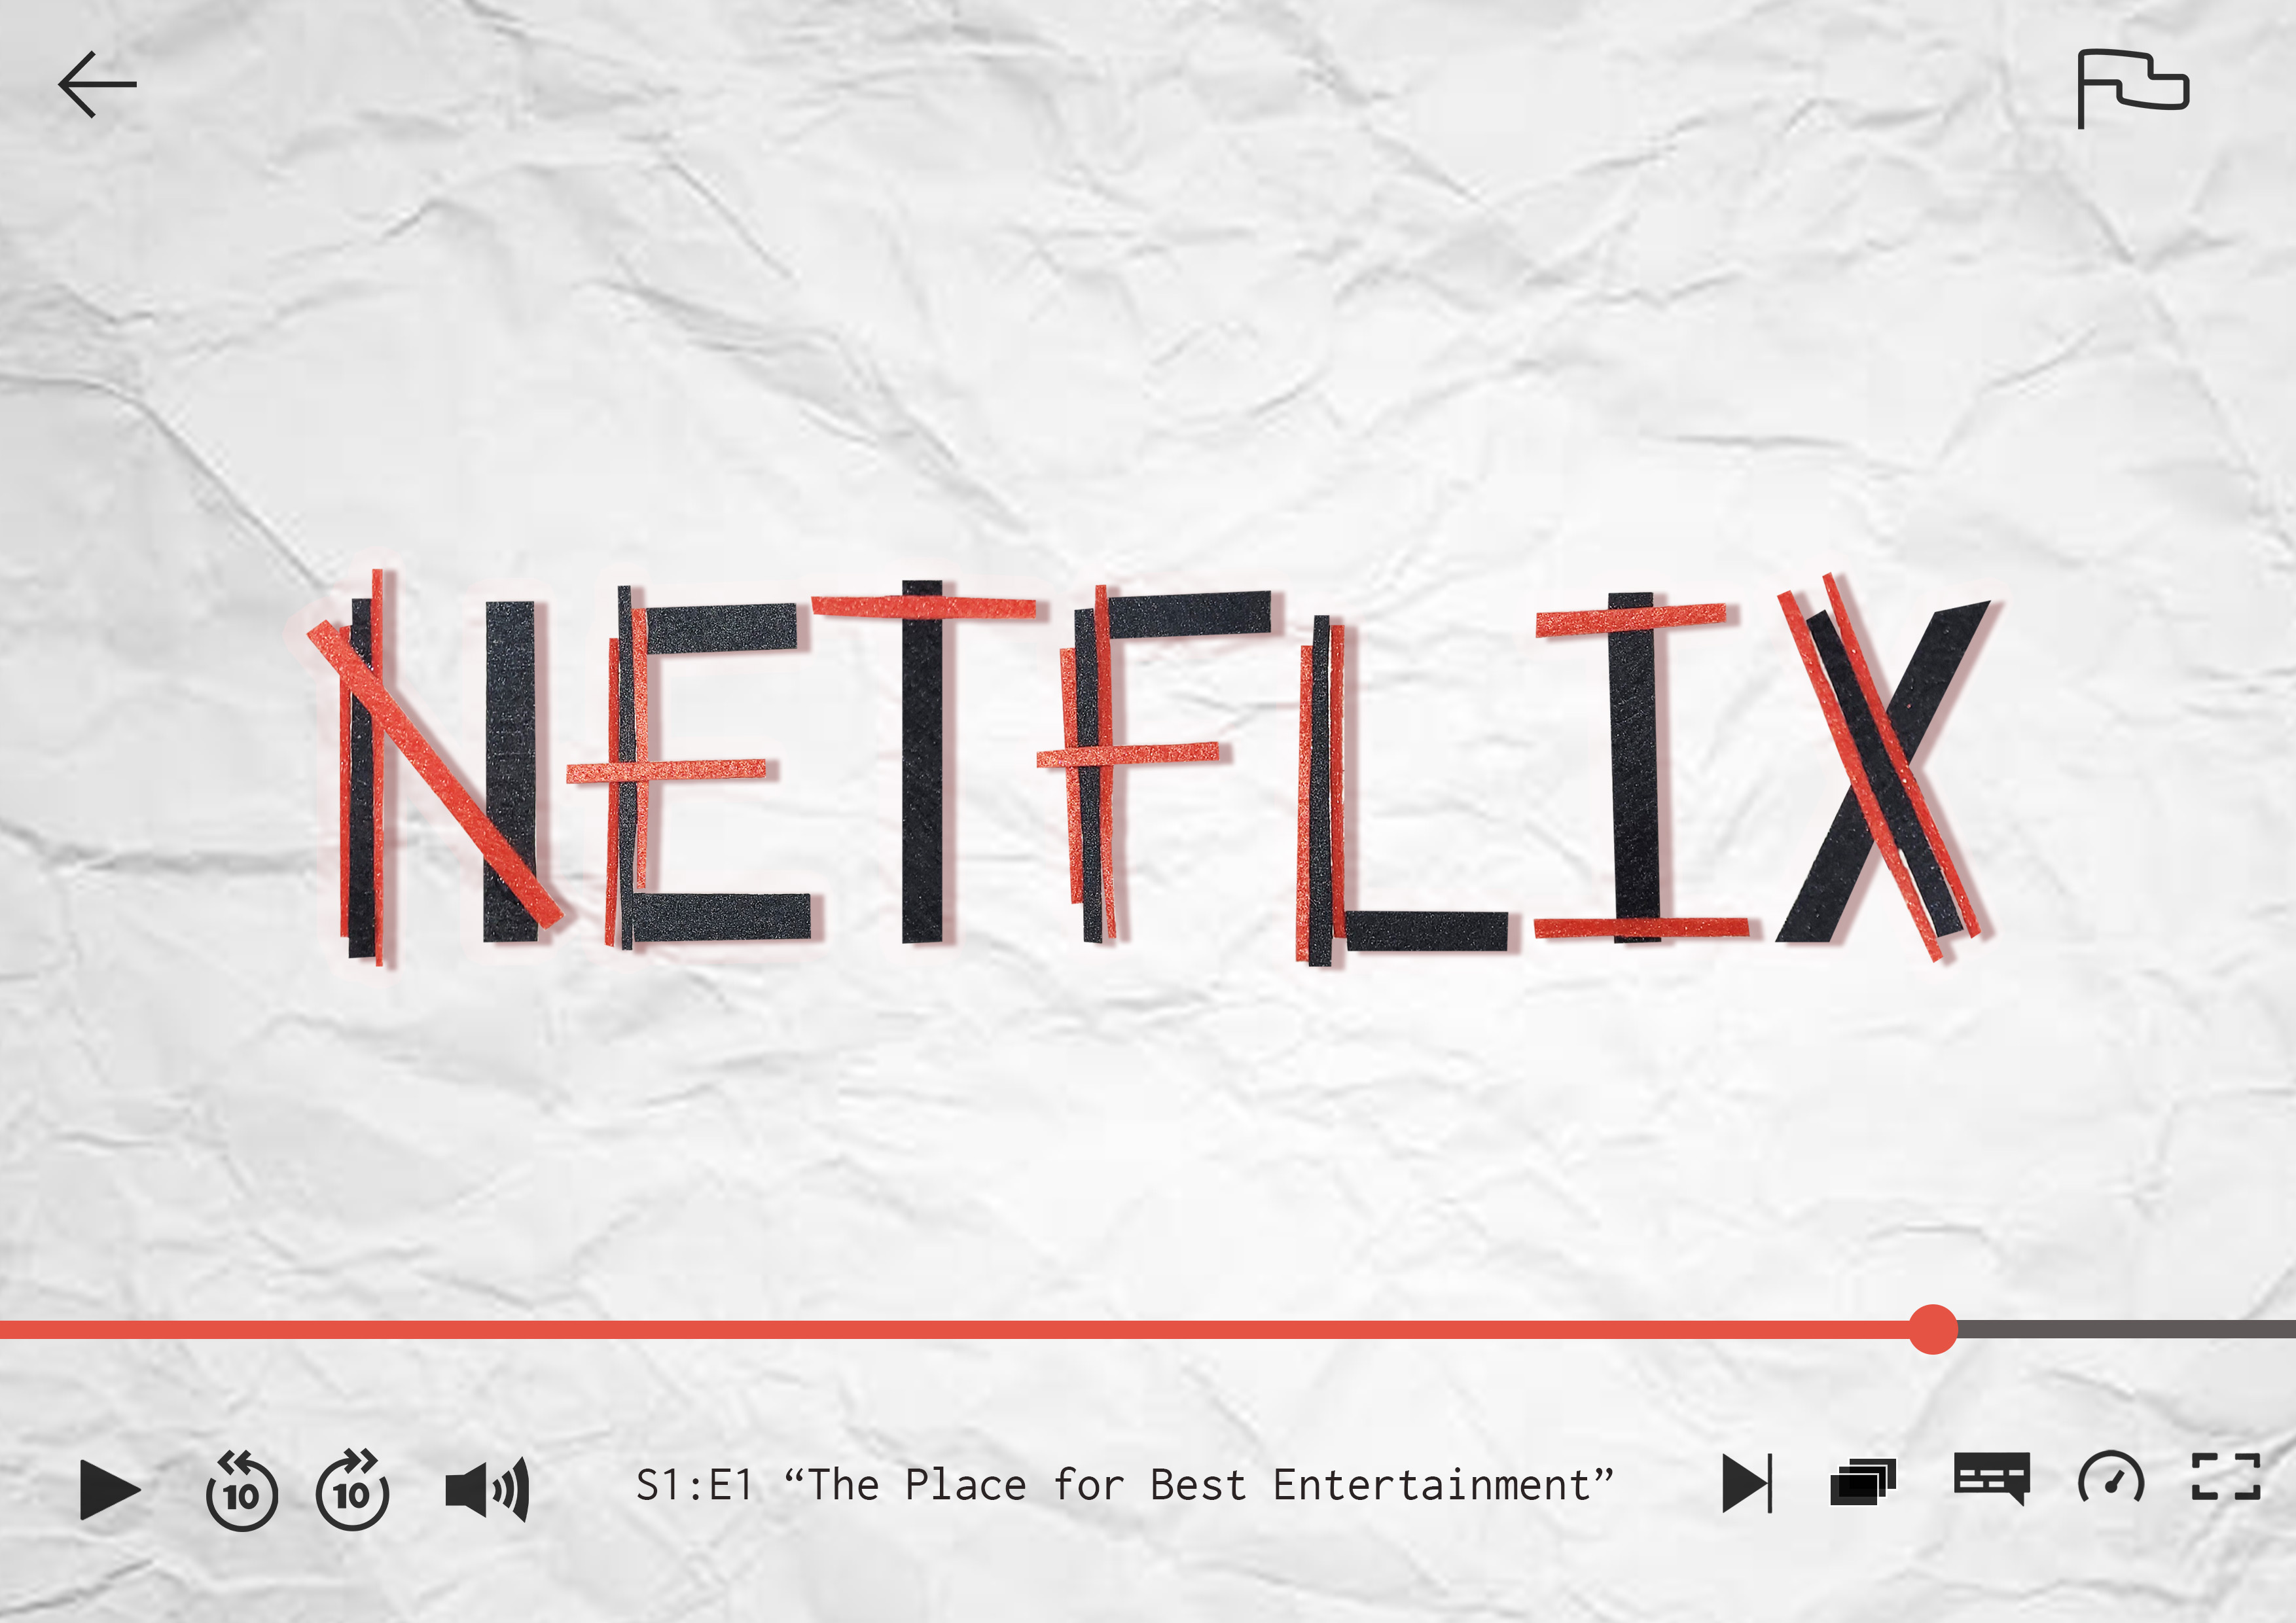 NETFLIX
10 10 S1:E1 “The Place for Best Entertainment”